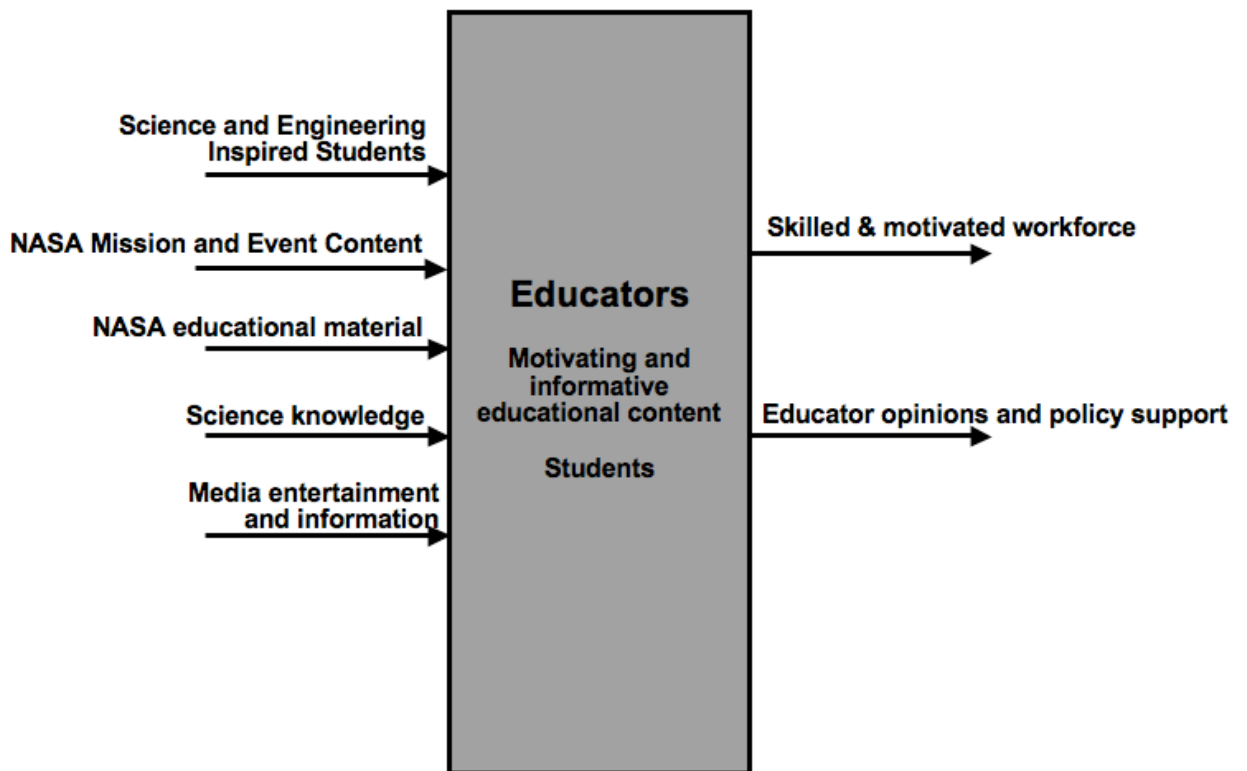 Science and Engineering
Inspired Students
NASA Mission and Event Content
NASA educational material
Science knowledge
Media entertainment
and information
Educators
Motivating and
informative
educational content
Students
Skilled & motivated workforce
Educator opinions and policy support